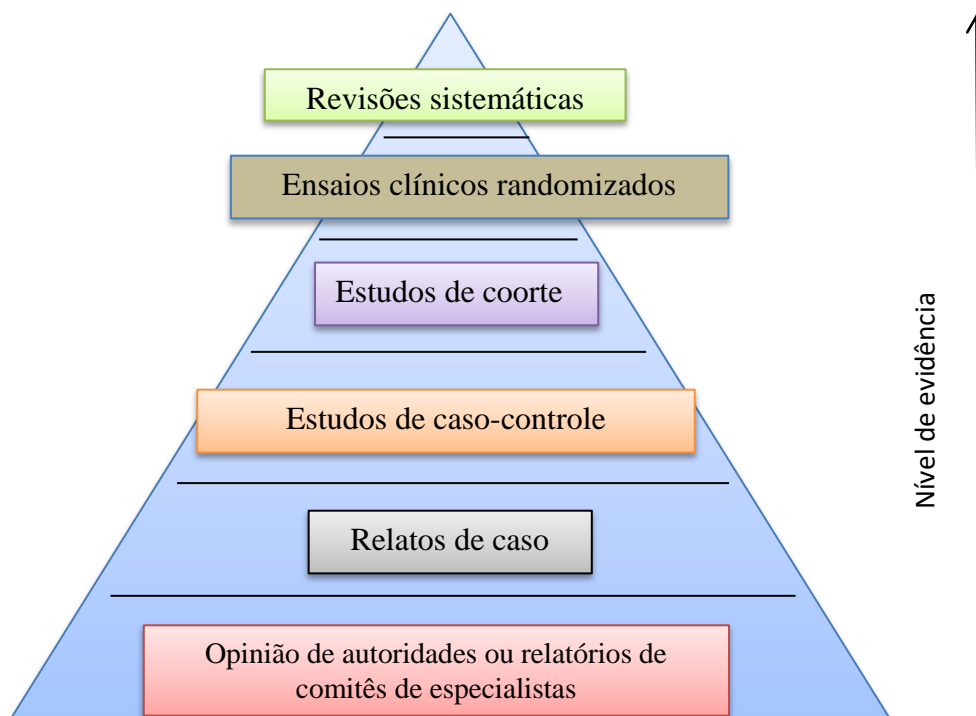 Revisões sistemáticas
Ensaios clínicos randomizados
Estudos de coorte
Estudos de caso-controle
Relatos de caso
Opinião de autoridades ou relatórios de
comitês de especialistas
Nível de evidência